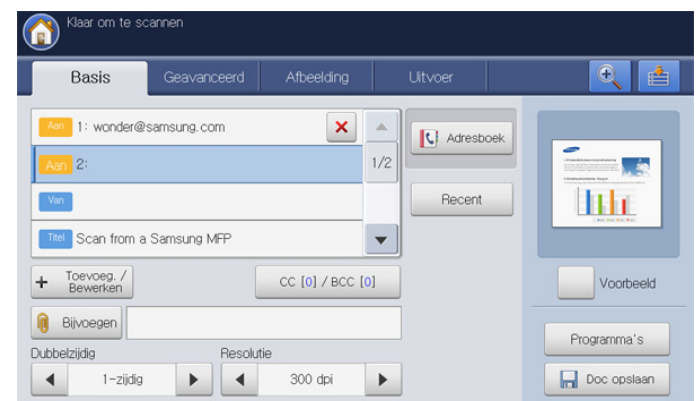 Klaar om te scannen
Basis
Geavanceerd
Afbeelding
Uitvoer
Aan 1: wonder@samsung.com
Aan 2:
1/2
Van
Titel Scan from a Samsung MFP
Adresboek
Recent
+ Toevoeg. /
Bewerken
CC [0] / BCC [0]
Bijvoegen
Dubbelzijdig
Resolutie
1-zijdig
300 dpi
Voorbeeld
Programma's
Doc opslaan